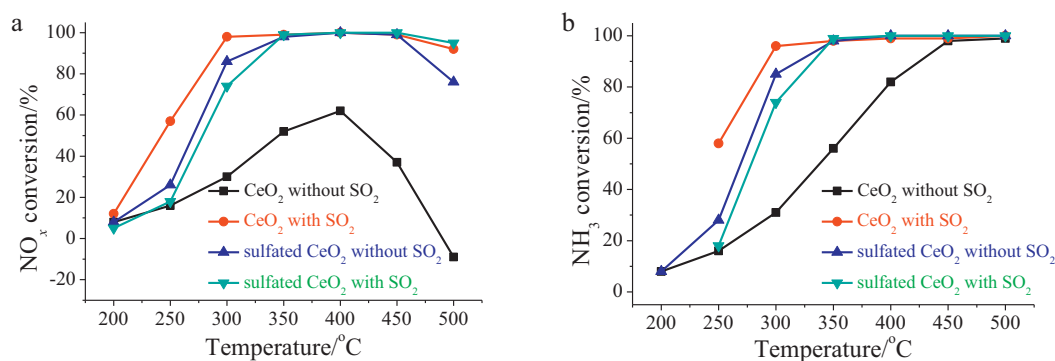 a
NOx conversion/%
100
80
60
40
20
0
-20
CeO2 without SO2
CeO2 with SO2
sulfated CeO2 without SO2
sulfated CeO2 with SO2
200 250 300 350 400 450 500
Temperature/°C
b
NH3 conversion/%
100
80
60
40
20
0
CeO2 without SO2
CeO2 with SO2
sulfated CeO2 without SO2
sulfated CeO2 with SO2
200 250 300 350 400 450 500
Temperature/°C